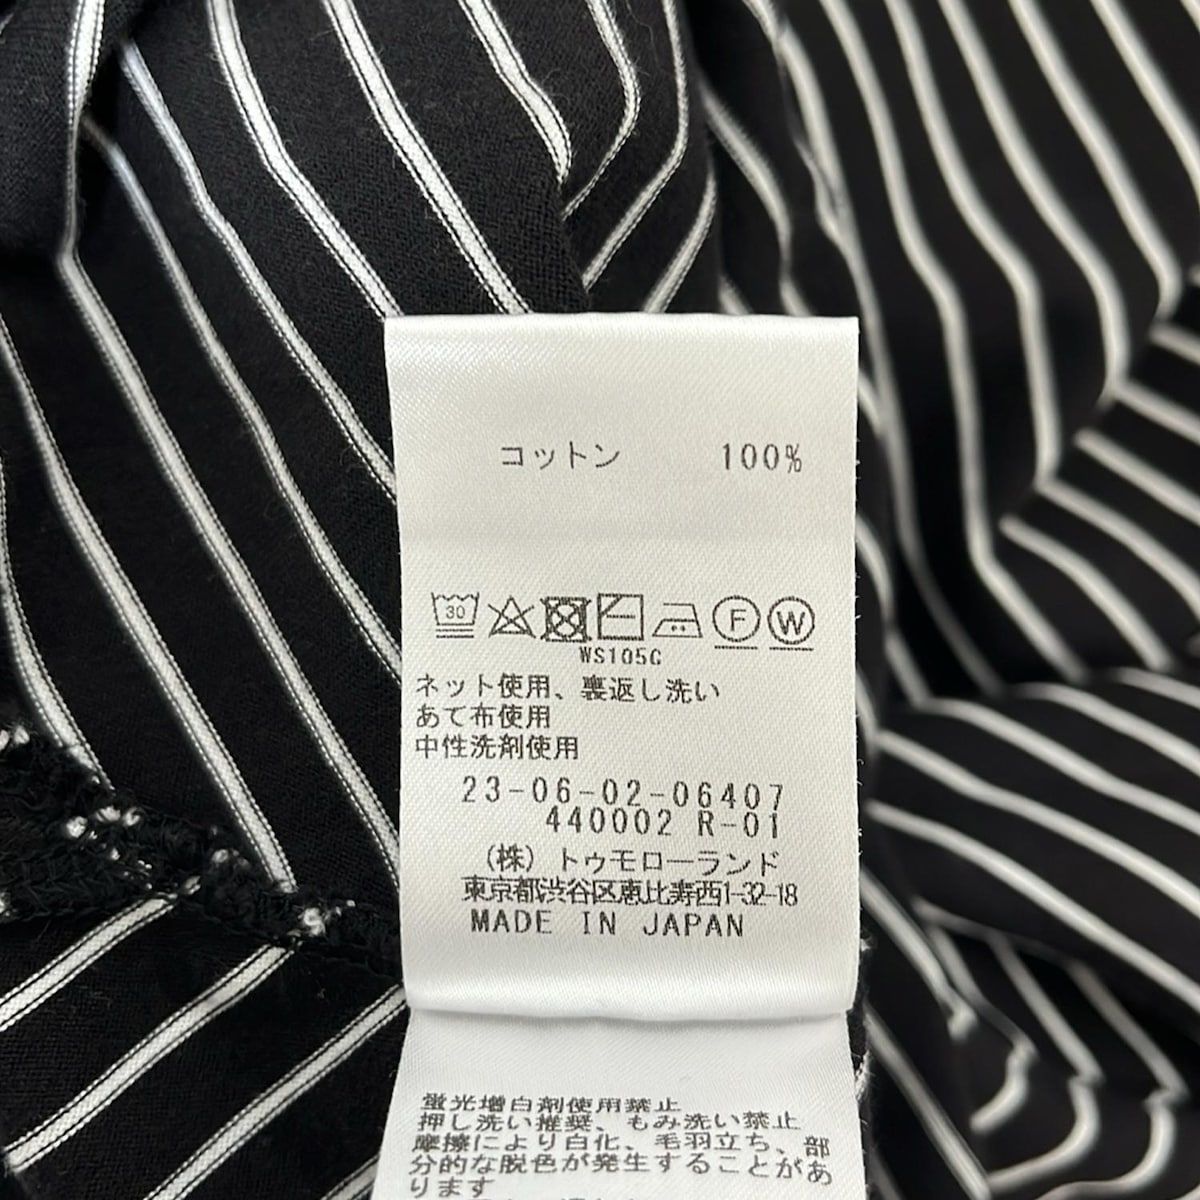 コットン 100%
30 F W
WS105C
ネット使用、裏返し洗い
あて布使用
中性洗剤使用
23-06-02-06407
440002 R-01
(株) トゥモローランド
東京都渋谷区恵比寿西1-32-18
MADE IN JAPAN
蛍光増白剤使用禁止
押し洗い推奨、もみ洗い禁止
摩擦により白化、毛羽立ち、部
分的な脱色が発生することがあ
ります